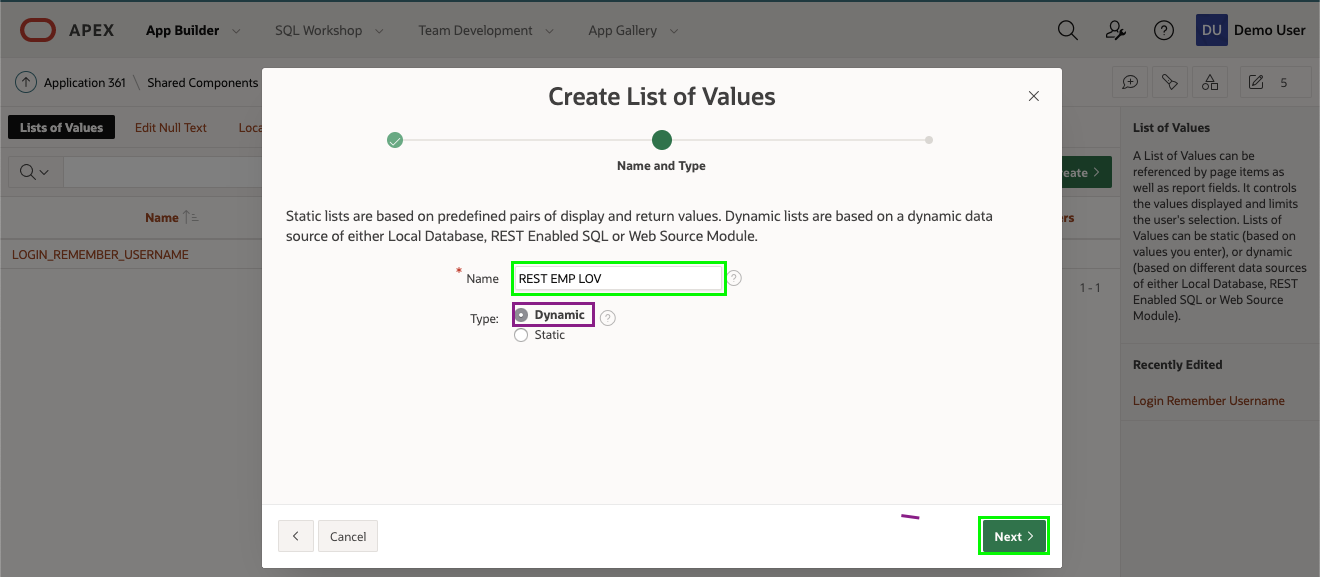 APEX App Builder SQL Workshop Team Development App Gallery DU Demo User
Application 361 \ Shared Components 5
Lists of Values Edit Null Text Loca
Name
LOGIN_REMEMBER_USERNAME
Create List of Values
Name and Type
Static lists are based on predefined pairs of display and return values. Dynamic lists are based on a dynamic data
source of either Local Database, REST Enabled SQL or Web Source Module.
* Name REST EMP LOV ?
Type: Dynamic ?
Static
< Cancel Next >
eate >
rs
1 - 1
List of Values
A List of Values can be
referenced by page items as
well as report fields. It controls
the values displayed and limits
the user's selection. Lists of
Values can be static (based on
values you enter), or dynamic
(based on different data sources
of either Local Database, REST
Enabled SQL or Web Source
Module).
Recently Edited
Login Remember Username